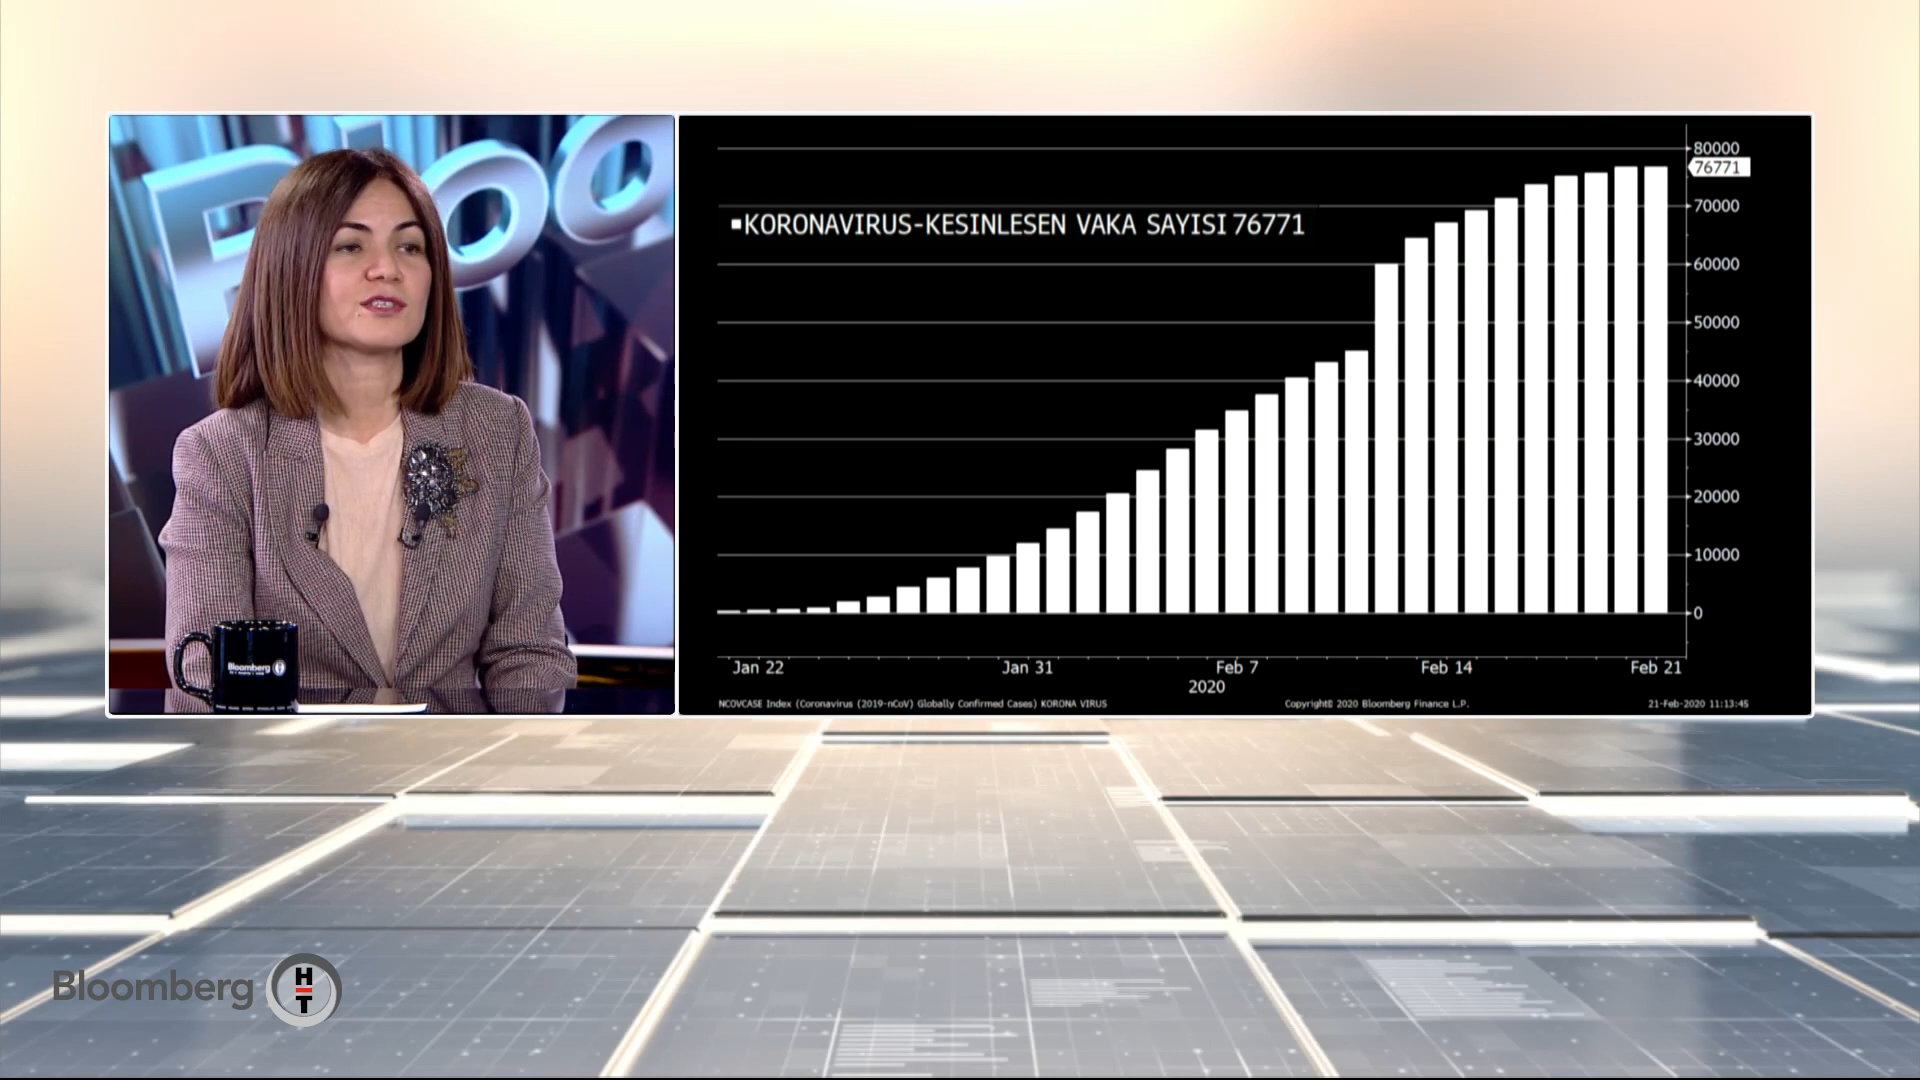 Bloo
Bloomberg
80000
76771
70000
▪KORONAVIRUS-KESINLESEN VAKA SAYISI 76771
60000
50000
40000
30000
20000
10000
0
Jan 22 Jan 31 Feb 7 Feb 14 Feb 21
2020
NCOVCASE Index (Coronavirus (2019-nCoV) Globally Confirmed Cases) KORONA VIRUS Copyright© 2020 Bloomberg Finance L.P. 21-Feb-2020 11:13:45
Bloomberg HT